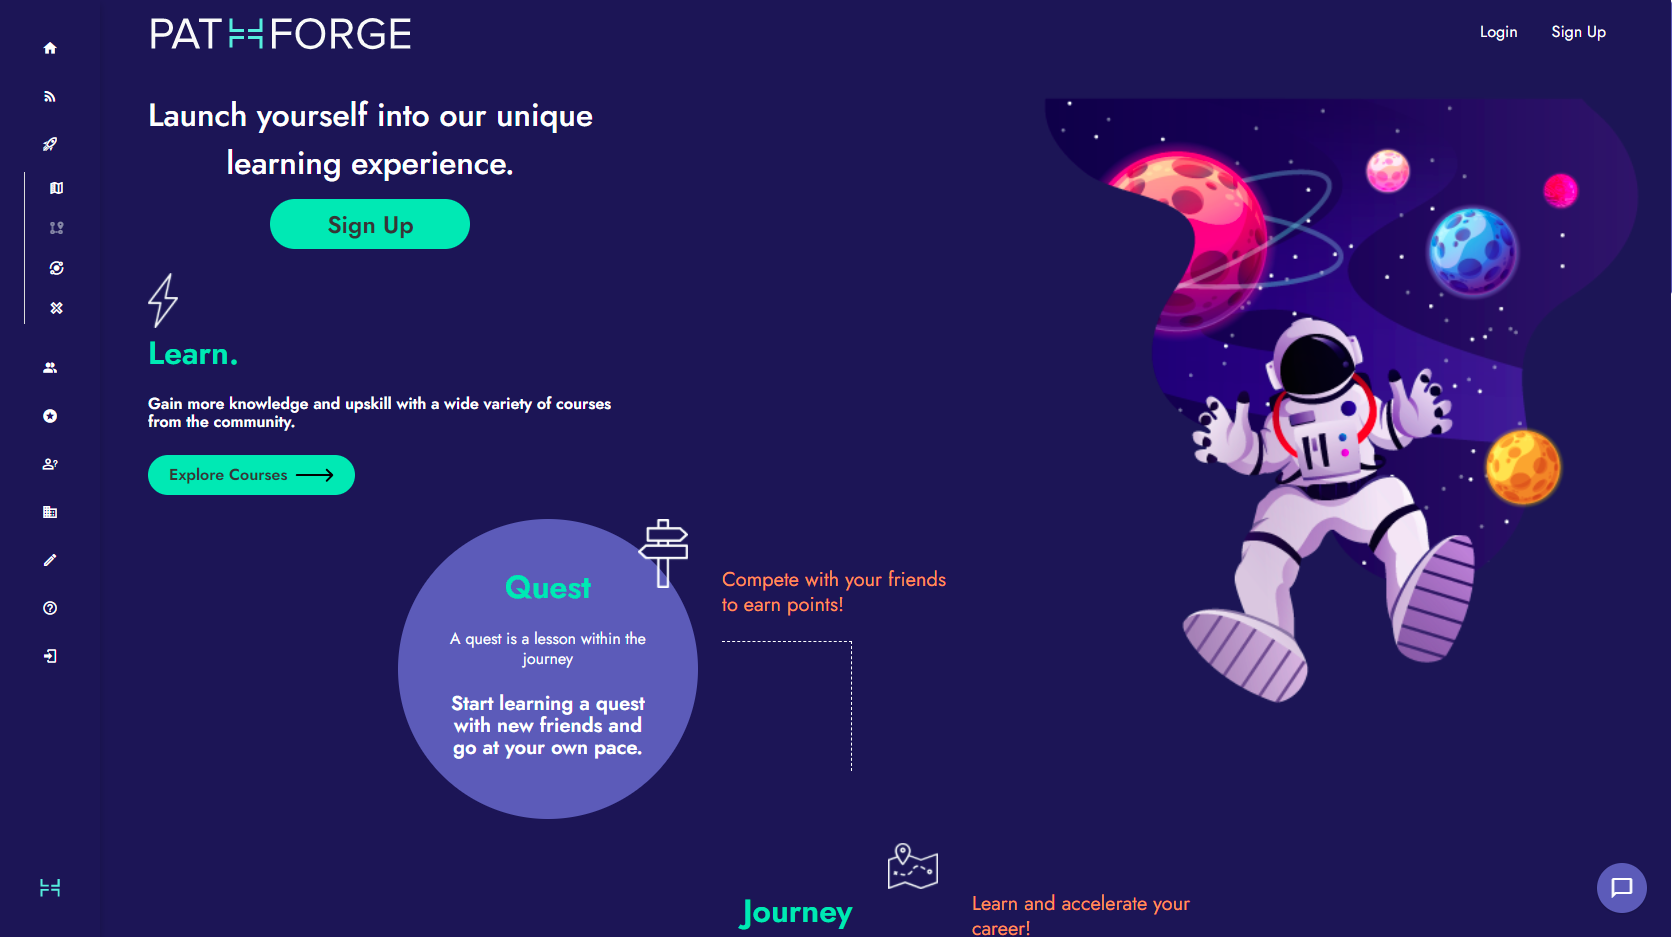 PATHFORGE
Login
Sign Up
Launch yourself into our unique
learning experience.
Sign Up
Learn.
Gain more knowledge and upskill with a wide variety of courses
from the community.
Explore Courses
Quest
A quest is a lesson within the
journey
Start learning a quest
with new friends and
go at your own pace.
Compete with your friends
to earn points!
Journey
Learn and accelerate your
career!